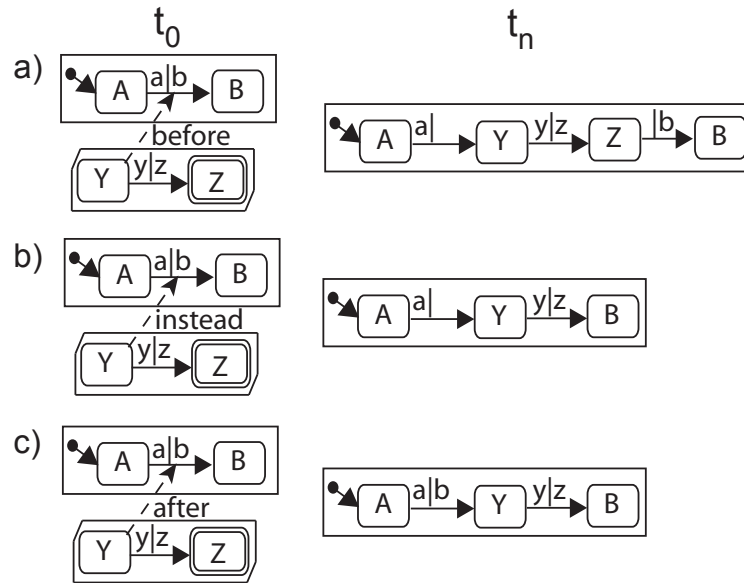 t0 tn
a)
A a|b B
before
Y y|z Z
A a| Y y|z Z |b B
b)
A a|b B
instead
Y y|z Z
A a| Y y|z B
c)
A a|b B
after
Y y|z Z
A a|b Y y|z B